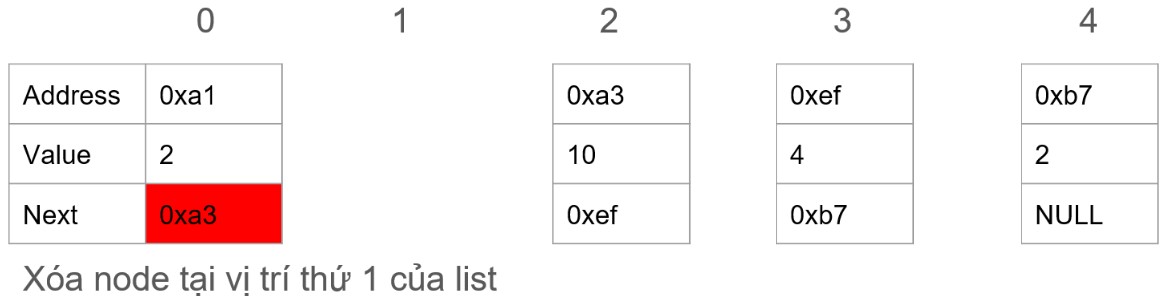 0 1 2 3 4
Address 0xa1 0xa3 0xef 0xb7
Value 2 10 4 2
Next 0xa3 0xef 0xb7 NULL
Xóa node tại vị trí thứ 1 của list